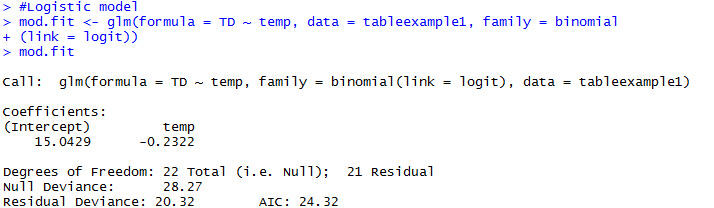 > #Logistic model
> mod.fit <- glm(formula = TD ~ temp, data = tableexample1, family = binomial
+ (link = logit))
> mod.fit
Call:  glm(formula = TD ~ temp, family = binomial(link = logit), data = tableexample1)
Coefficients:
(Intercept)         temp
    15.0429      -0.2322
Degrees of Freedom: 22 Total (i.e. Null);  21 Residual
Null Deviance:      28.27
Residual Deviance: 20.32        AIC: 24.32